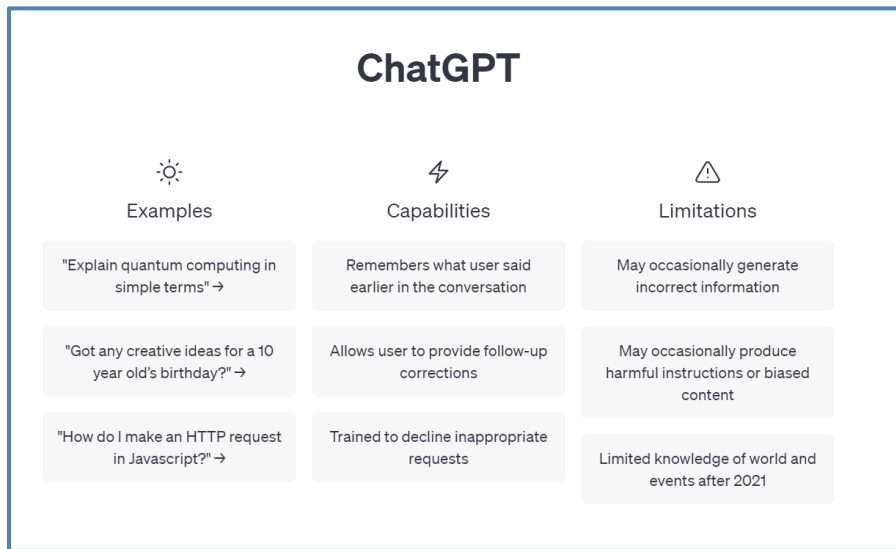 ChatGPT
Examples
"Explain quantum computing in
simple terms" →
"Got any creative ideas for a 10
year old's birthday?" →
"How do I make an HTTP request
in Javascript?" →
Capabilities
Remembers what user said
earlier in the conversation
Allows user to provide follow-up
corrections
Trained to decline inappropriate
requests
Limitations
May occasionally generate
incorrect information
May occasionally produce
harmful instructions or biased
content
Limited knowledge of world and
events after 2021